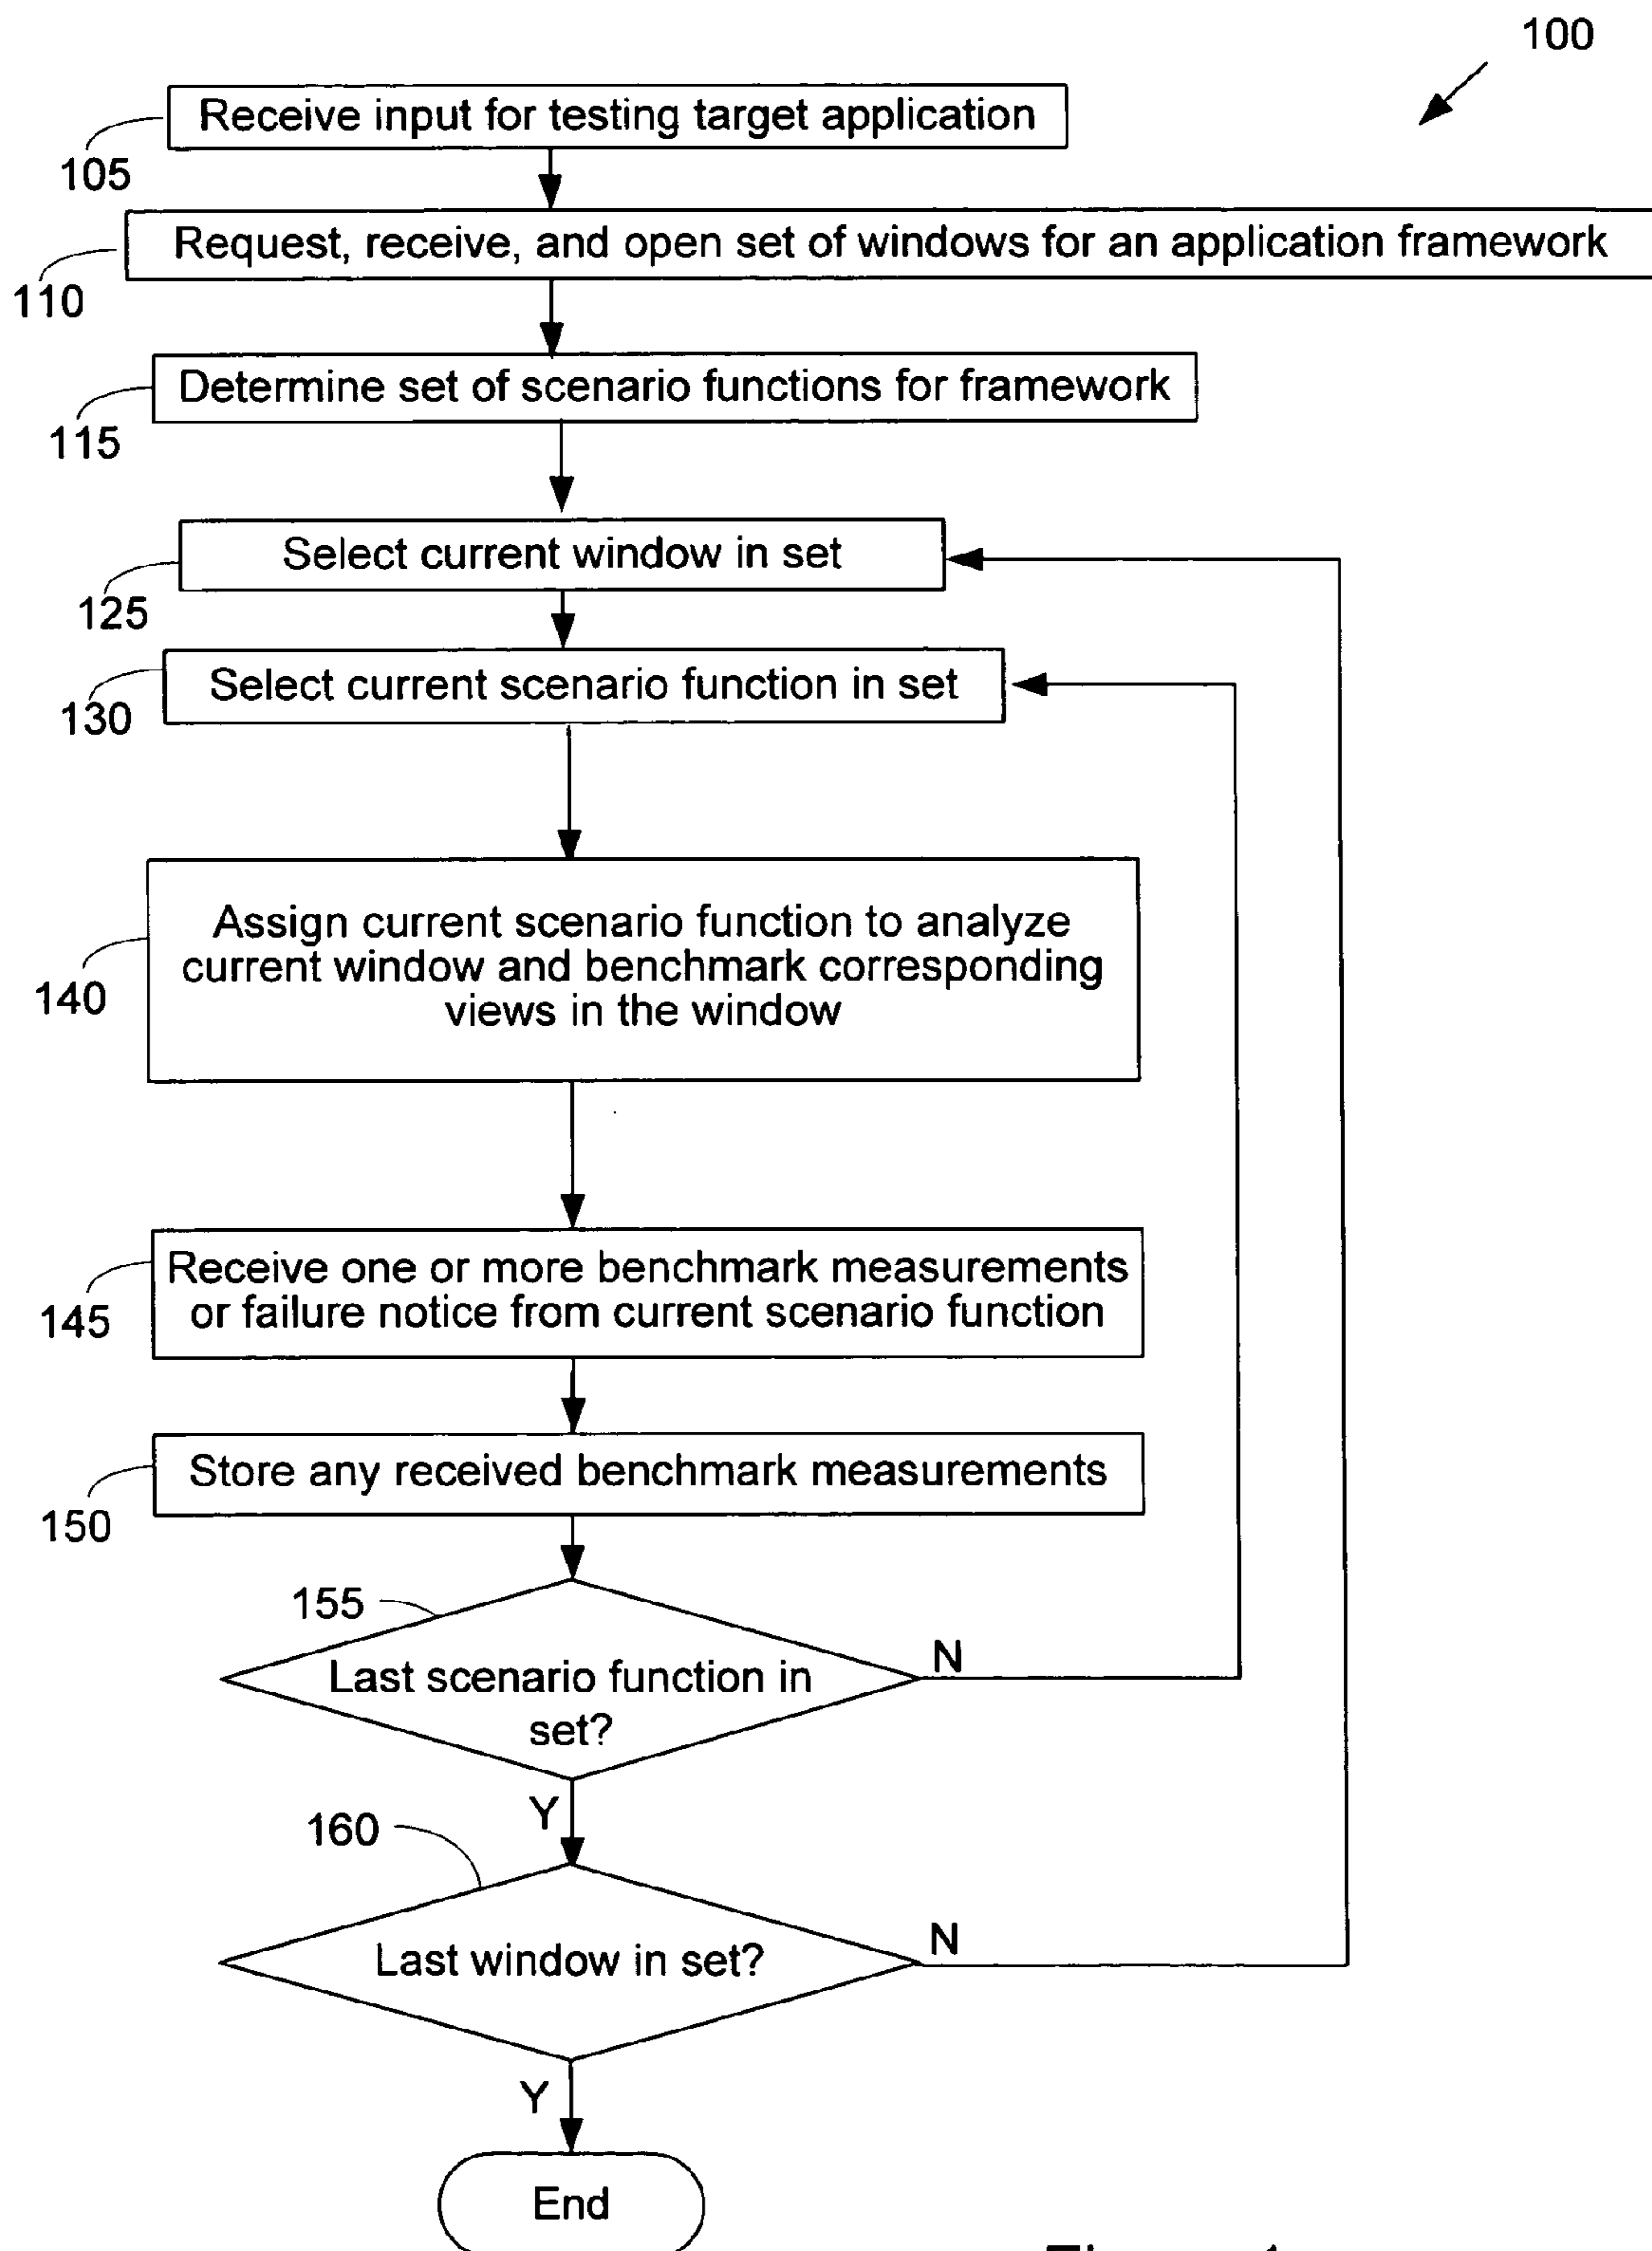 100
Receive input for testing target application
105
Request, receive, and open set of windows for an application framework
110
Determine set of scenario functions for framework
115
Select current window in set
125
Select current scenario function in set
130
Assign current scenario function to analyze
current window and benchmark corresponding
views in the window
140
Receive one or more benchmark measurements
or failure notice from current scenario function
145
Store any received benchmark measurements
150
155
Last scenario function in
set?
N
Y
160
Last window in set?
N
Y
End